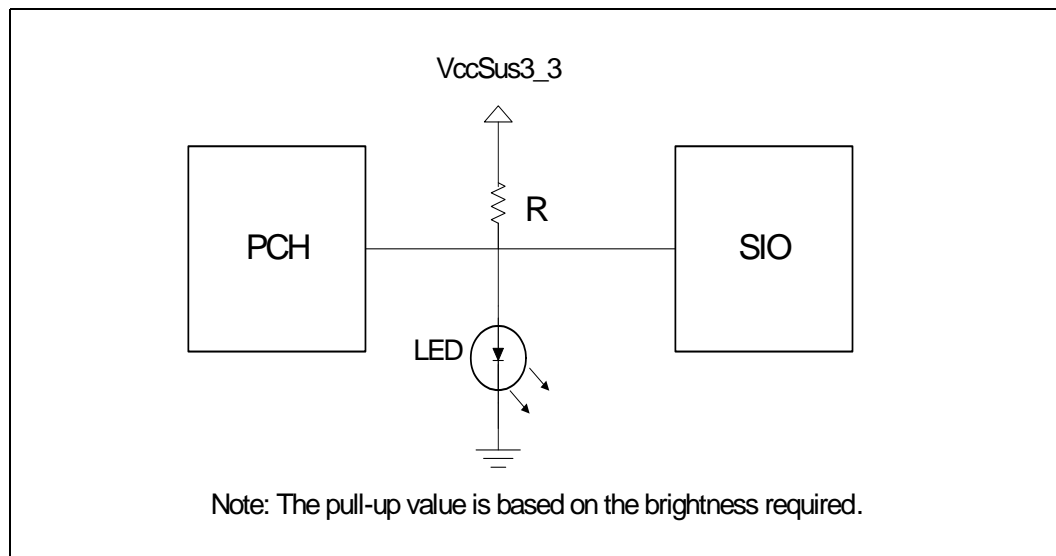 VccSus3_3
R
PCH
SIO
LED
Note: The pull-up value is based on the brightness required.